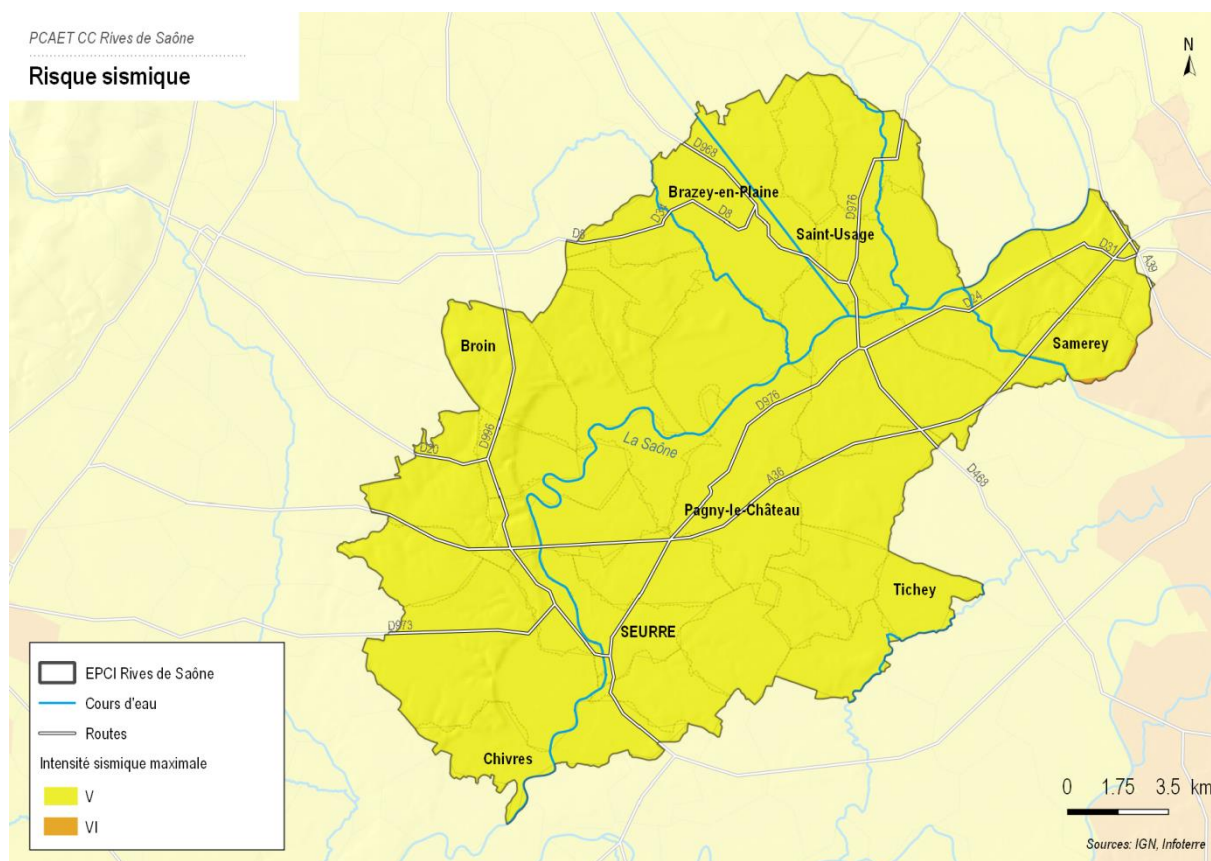 PCAET CC Rives de Saône
Risque sismique
N
D968
Brazey-en-Plaine
D8
D976
Saint-Usage
D31
A39
D24
Samerey
Broin
D996
D20
La Saône
D976
A36
D468
Pagny-le-Château
Tichey
SEURRE
D973
Chivres
EPCI Rives de Saône
Cours d'eau
Routes
Intensité sismique maximale
V
VI
0 1.75 3.5 km
Sources: IGN, Infoterre